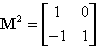 M² = [ 1 0
-1 1 ]